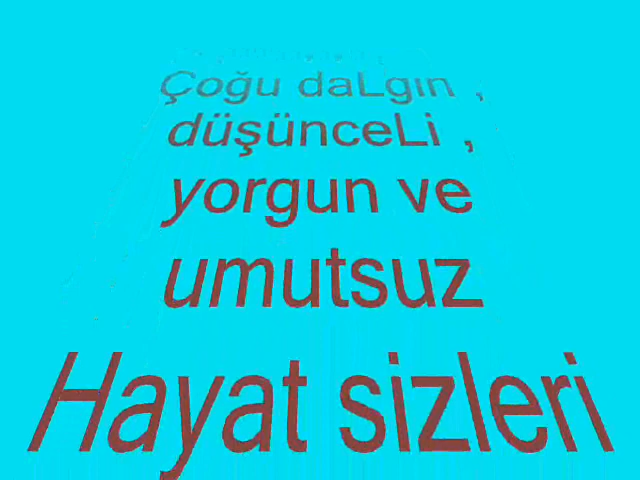 Çoğu daLgın ,
düşünceLi ,
yorgun ve
umutsuz
Hayat sizleri